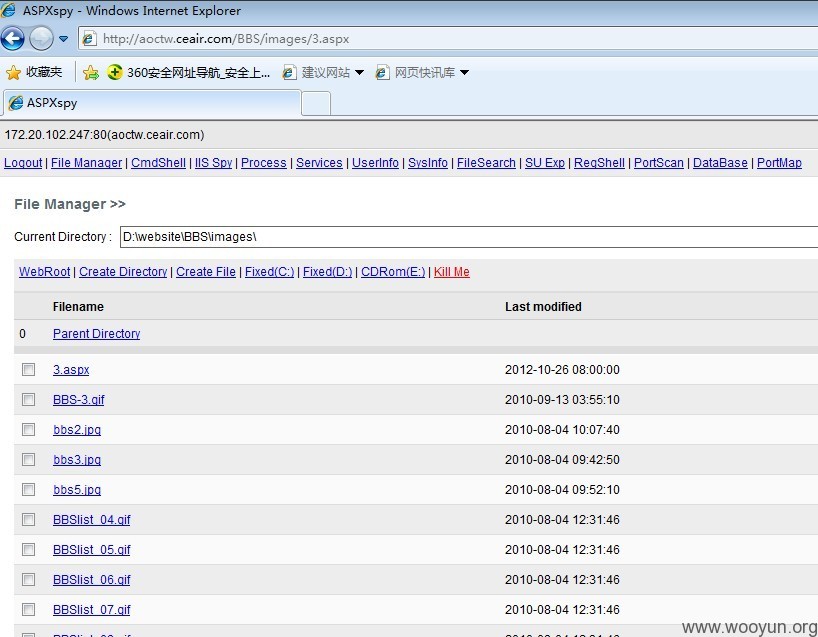 ASPXspy - Windows Internet Explorer
http://aoctw.ceair.com/BBS/images/3.aspx
收藏夹 360安全网址导航_安全上... 建议网站 网页快讯库
ASPXspy
172.20.102.247:80(aoctw.ceair.com)
Logout | File Manager | CmdShell | IIS Spy | Process | Services | UserInfo | SysInfo | FileSearch | SU Exp | RegShell | PortScan | DataBase | PortMap
File Manager >>
Current Directory : D:\website\BBS\images\
WebRoot | Create Directory | Create File | Fixed(C:) | Fixed(D:) | CDRom(E:) | Kill Me
Filename Last modified
0 Parent Directory
3.aspx 2012-10-26 08:00:00
BBS-3.gif 2010-09-13 03:55:10
bbs2.jpg 2010-08-04 10:07:40
bbs3.jpg 2010-08-04 09:42:50
bbs5.jpg 2010-08-04 09:52:10
BBSlist_04.gif 2010-08-04 12:31:46
BBSlist_05.gif 2010-08-04 12:31:46
BBSlist_06.gif 2010-08-04 12:31:46
BBSlist_07.gif 2010-08-04 12:31:46
www.wooyun.org